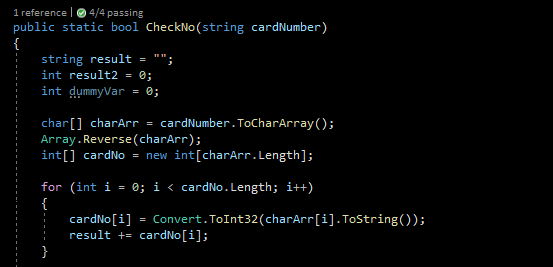 1 reference | 4/4 passing
public static bool CheckNo(string cardNumber)
{
string result = "";
int result2 = 0;
int dummyVar = 0;
char[] charArr = cardNumber.ToCharArray();
Array.Reverse(charArr);
int[] cardNo = new int[charArr.Length];
for (int i = 0; i < cardNo.Length; i++)
{
cardNo[i] = Convert.ToInt32(charArr[i].ToString());
result += cardNo[i];
}